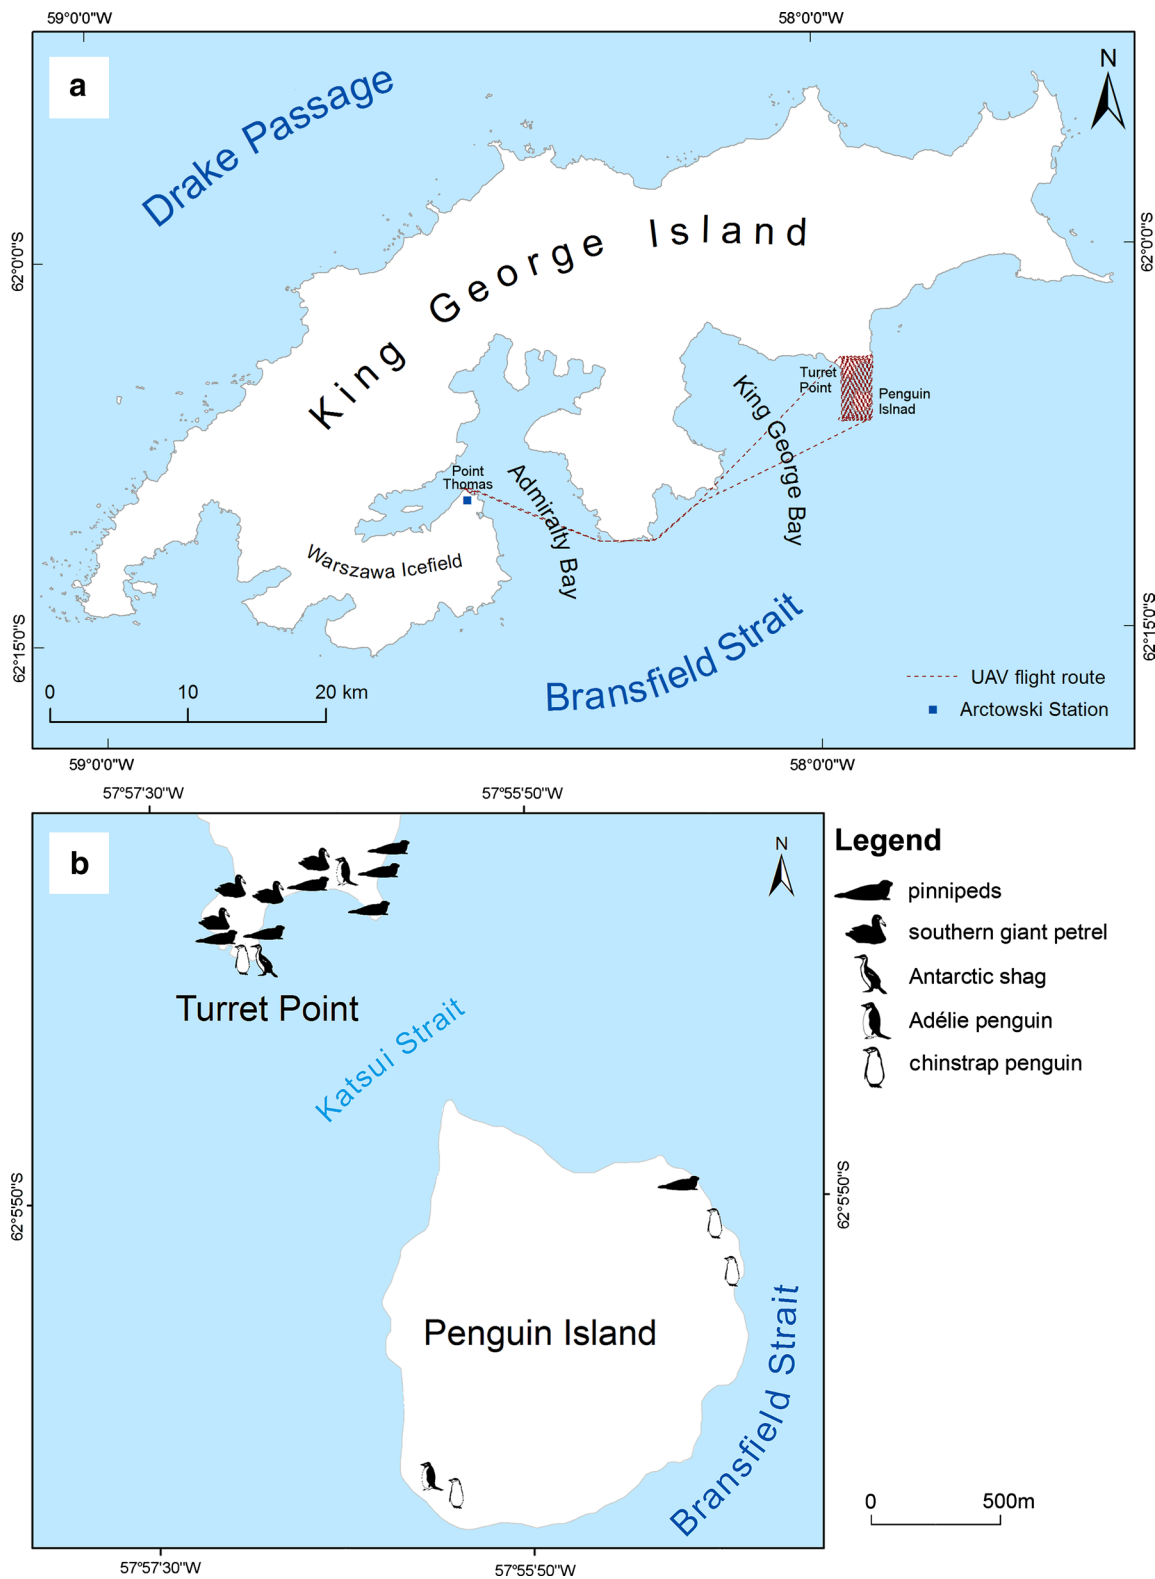 59°0'0"W
58°0'0"W
a
N
Drake Passage
King George Island
62°0'0"S
62°0'0"S
Turret
Point
Penguin
Islnad
King George Bay
Point
Thomas
Admiralty Bay
Warszawa Icefield
Bransfield Strait
62°15'0"S
62°15'0"S
UAV flight route
Arctowski Station
0 10 20 km
59°0'0"W
58°0'0"W
57°57'30"W
57°55'50"W
b
N
Legend
pinnipeds
southern giant petrel
Antarctic shag
Adélie penguin
chinstrap penguin
Turret Point
Katsui Strait
62°5'50"S
62°5'50"S
Penguin Island
Bransfield Strait
0 500m
57°57'30"W
57°55'50"W